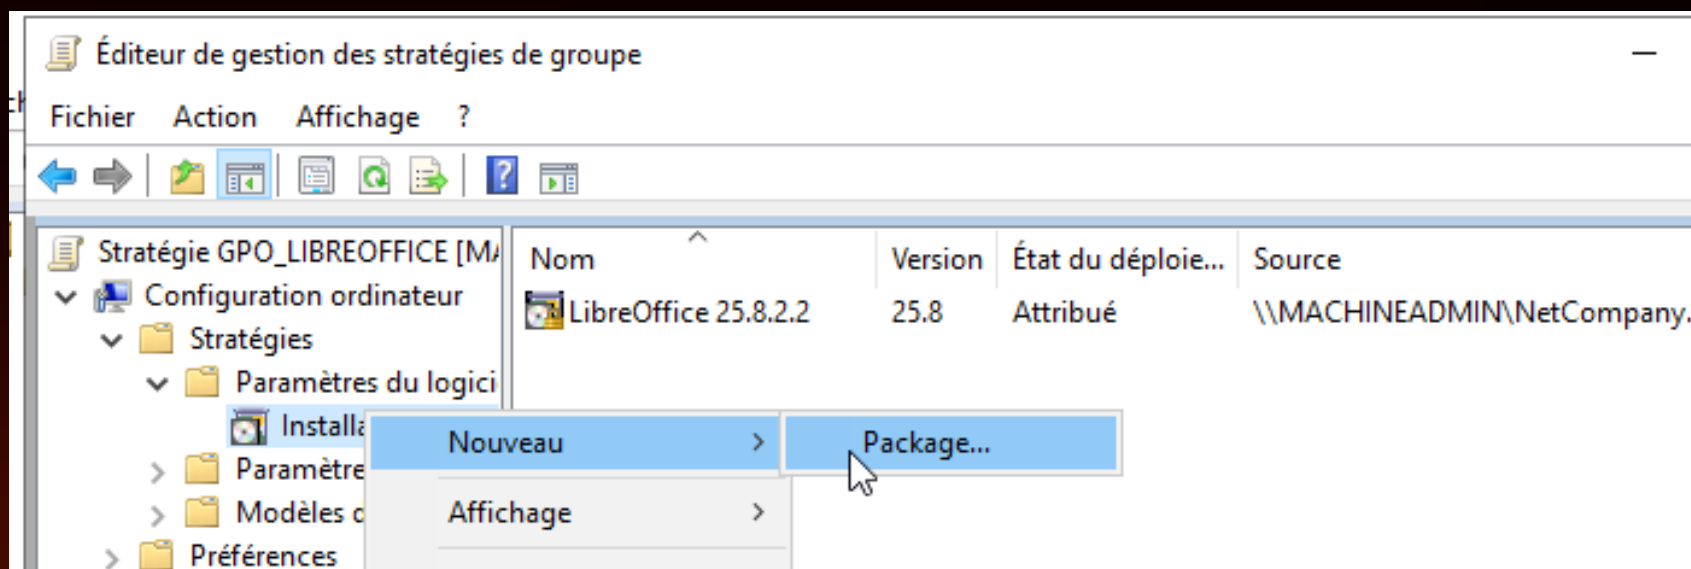 Éditeur de gestion des stratégies de groupe
Fichier Action Affichage ?
Stratégie GPO_LIBREOFFICE
Nom Version État du déploie... Source
Configuration ordinateur
LibreOffice 25.8.2.2 25.8 Attribué \\MACHINEADMIN\NetCompany.
Stratégies
Paramètres du logici
Installa
Nouveau Package...
Paramètre
Modèles d
Affichage
Préférences